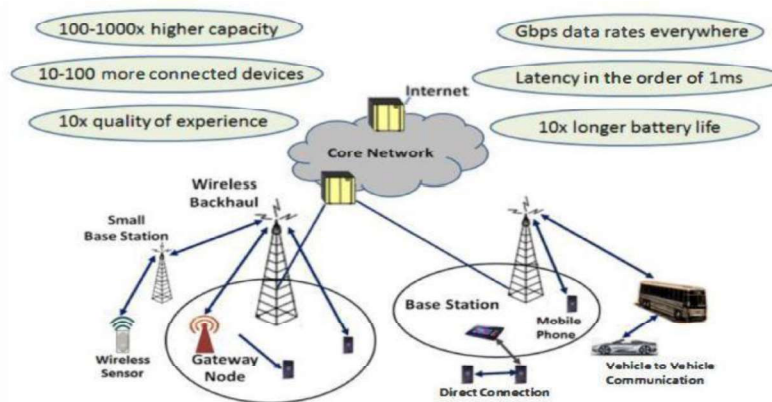 100-1000x higher capacity
Gbps data rates everywhere
10-100 more connected devices
Latency in the order of 1ms
10x quality of experience
10x longer battery life
Internet
Core Network
Wireless
Backhaul
Small
Base Station
Base Station
Wireless
Sensor
Gateway
Node
Mobile
Phone
Direct Connection
Vehicle to Vehicle
Communication